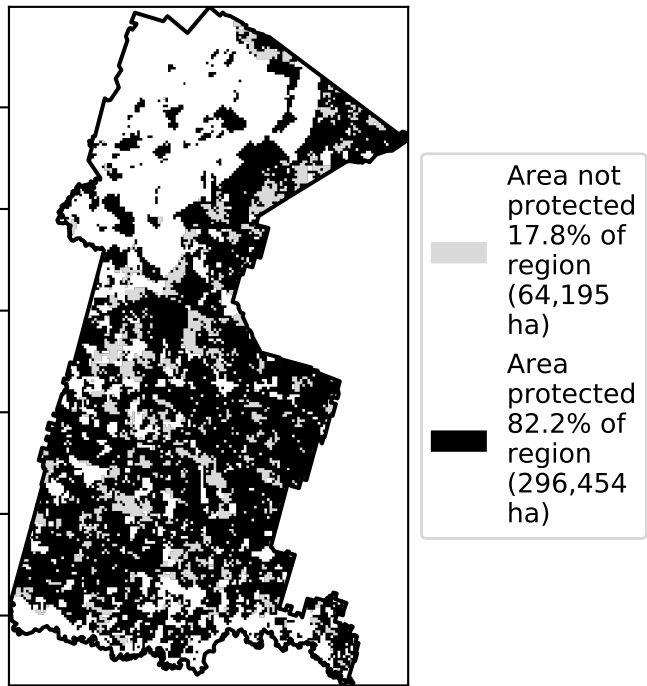 Area not
protected
17.8% of
region
(64,195
ha)
Area
protected
82.2% of
region
(296,454
ha)